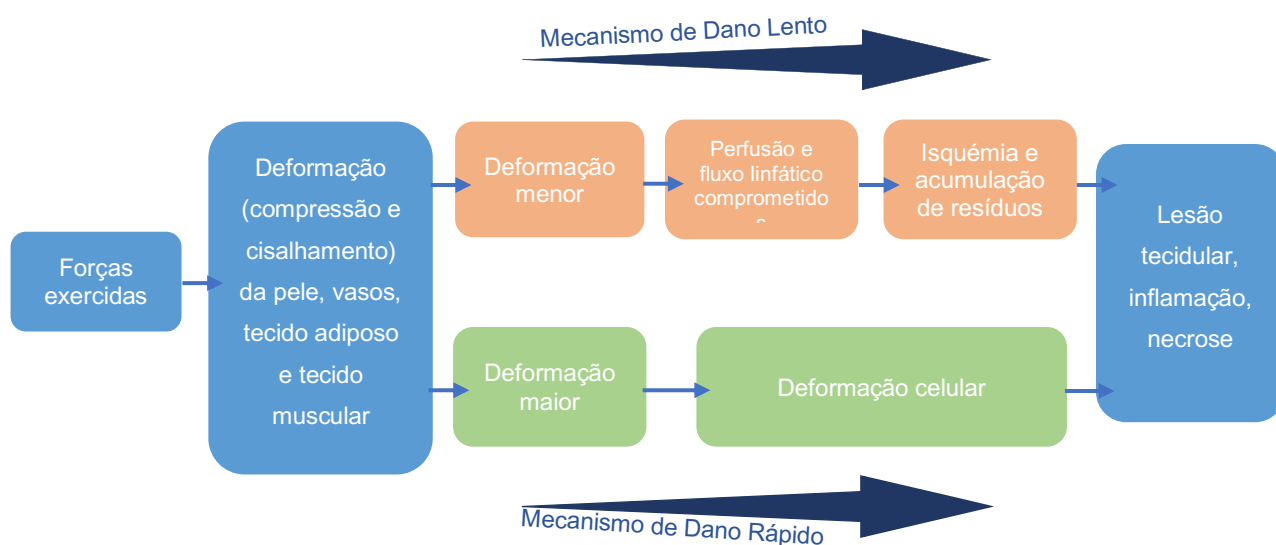 Mecanismo de Dano Lento
Forças
exercidas
Deformação
(compressão e
cisalhamento)
da pele, vasos,
tecido adiposo
e tecido
muscular
Deformação
menor
Perfusão e
fluxo linfático
comprometido
s
Isquémia e
acumulação
de resíduos
Deformação
maior
Deformação celular
Lesão
tecidular,
inflamação,
necrose
Mecanismo de Dano Rápido